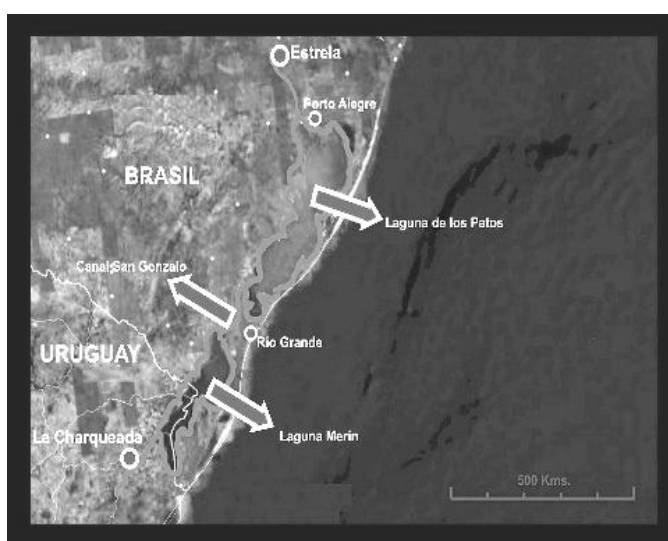 Estrela
Porto Alegre
BRASIL
Laguna de los Patos
Canal San Gonzalo
Rio Grande
URUGUAY
La Charqueada
Laguna Merin
500 Kms.